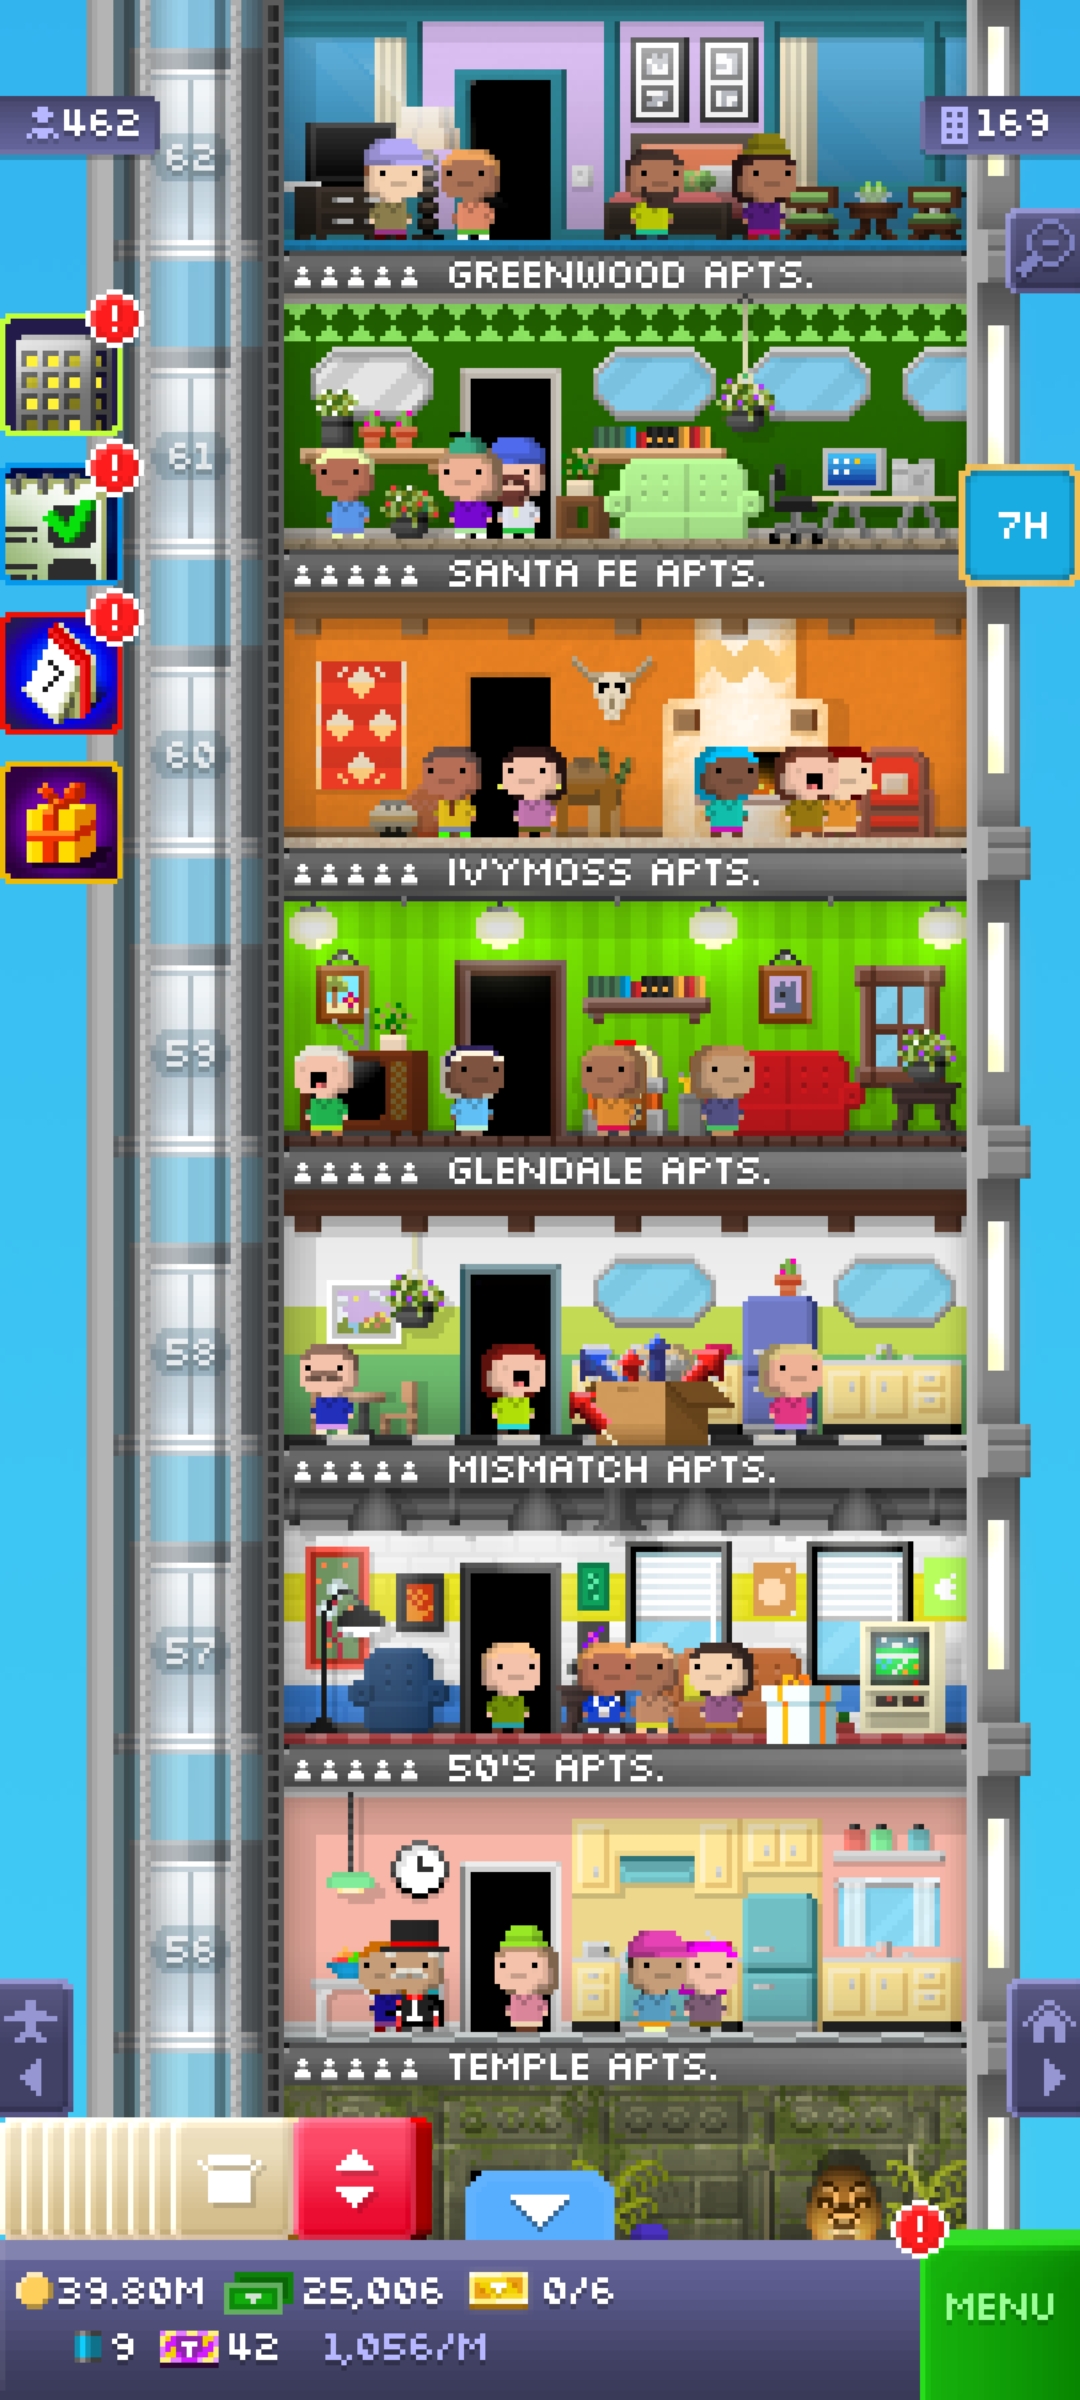 462
169
62
GREENWOOD APTS.
61
7H
SANTA FE APTS.
60
IVYMOSS APTS.
59
GLENDALE APTS.
58
MISMATCH APTS.
57
50'S APTS.
56
TEMPLE APTS.
39.80M 25,006 0/6
MENU
9 42 1,056/M